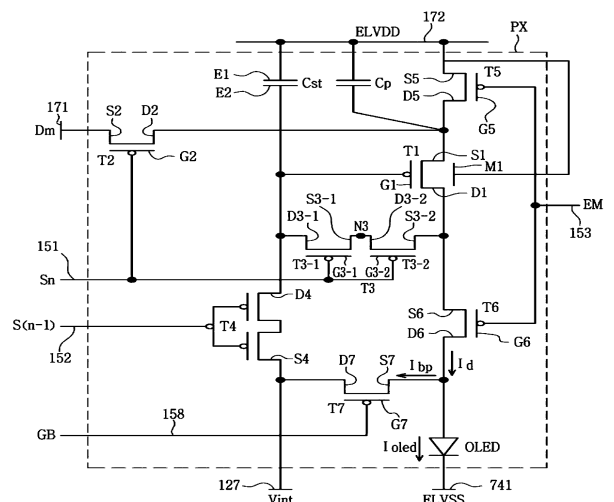 ELVDD
172
PX
E1
E2
Cst
Cp
S5
D5
T5
G5
171
Dm
S2
D2
T2
G2
T1
G1
S1
M1
D1
EM
153
D3-1
S3-1
N3
D3-2
S3-2
151
Sn
T3-1
G3-1
G3-2
T3-2
T3
D4
S(n-1)
152
T4
S4
S6
D6
T6
G6
D7
S7
Ibp
Id
T7
G7
GB
158
Ioled
OLED
127
Vint
741
ELVSS